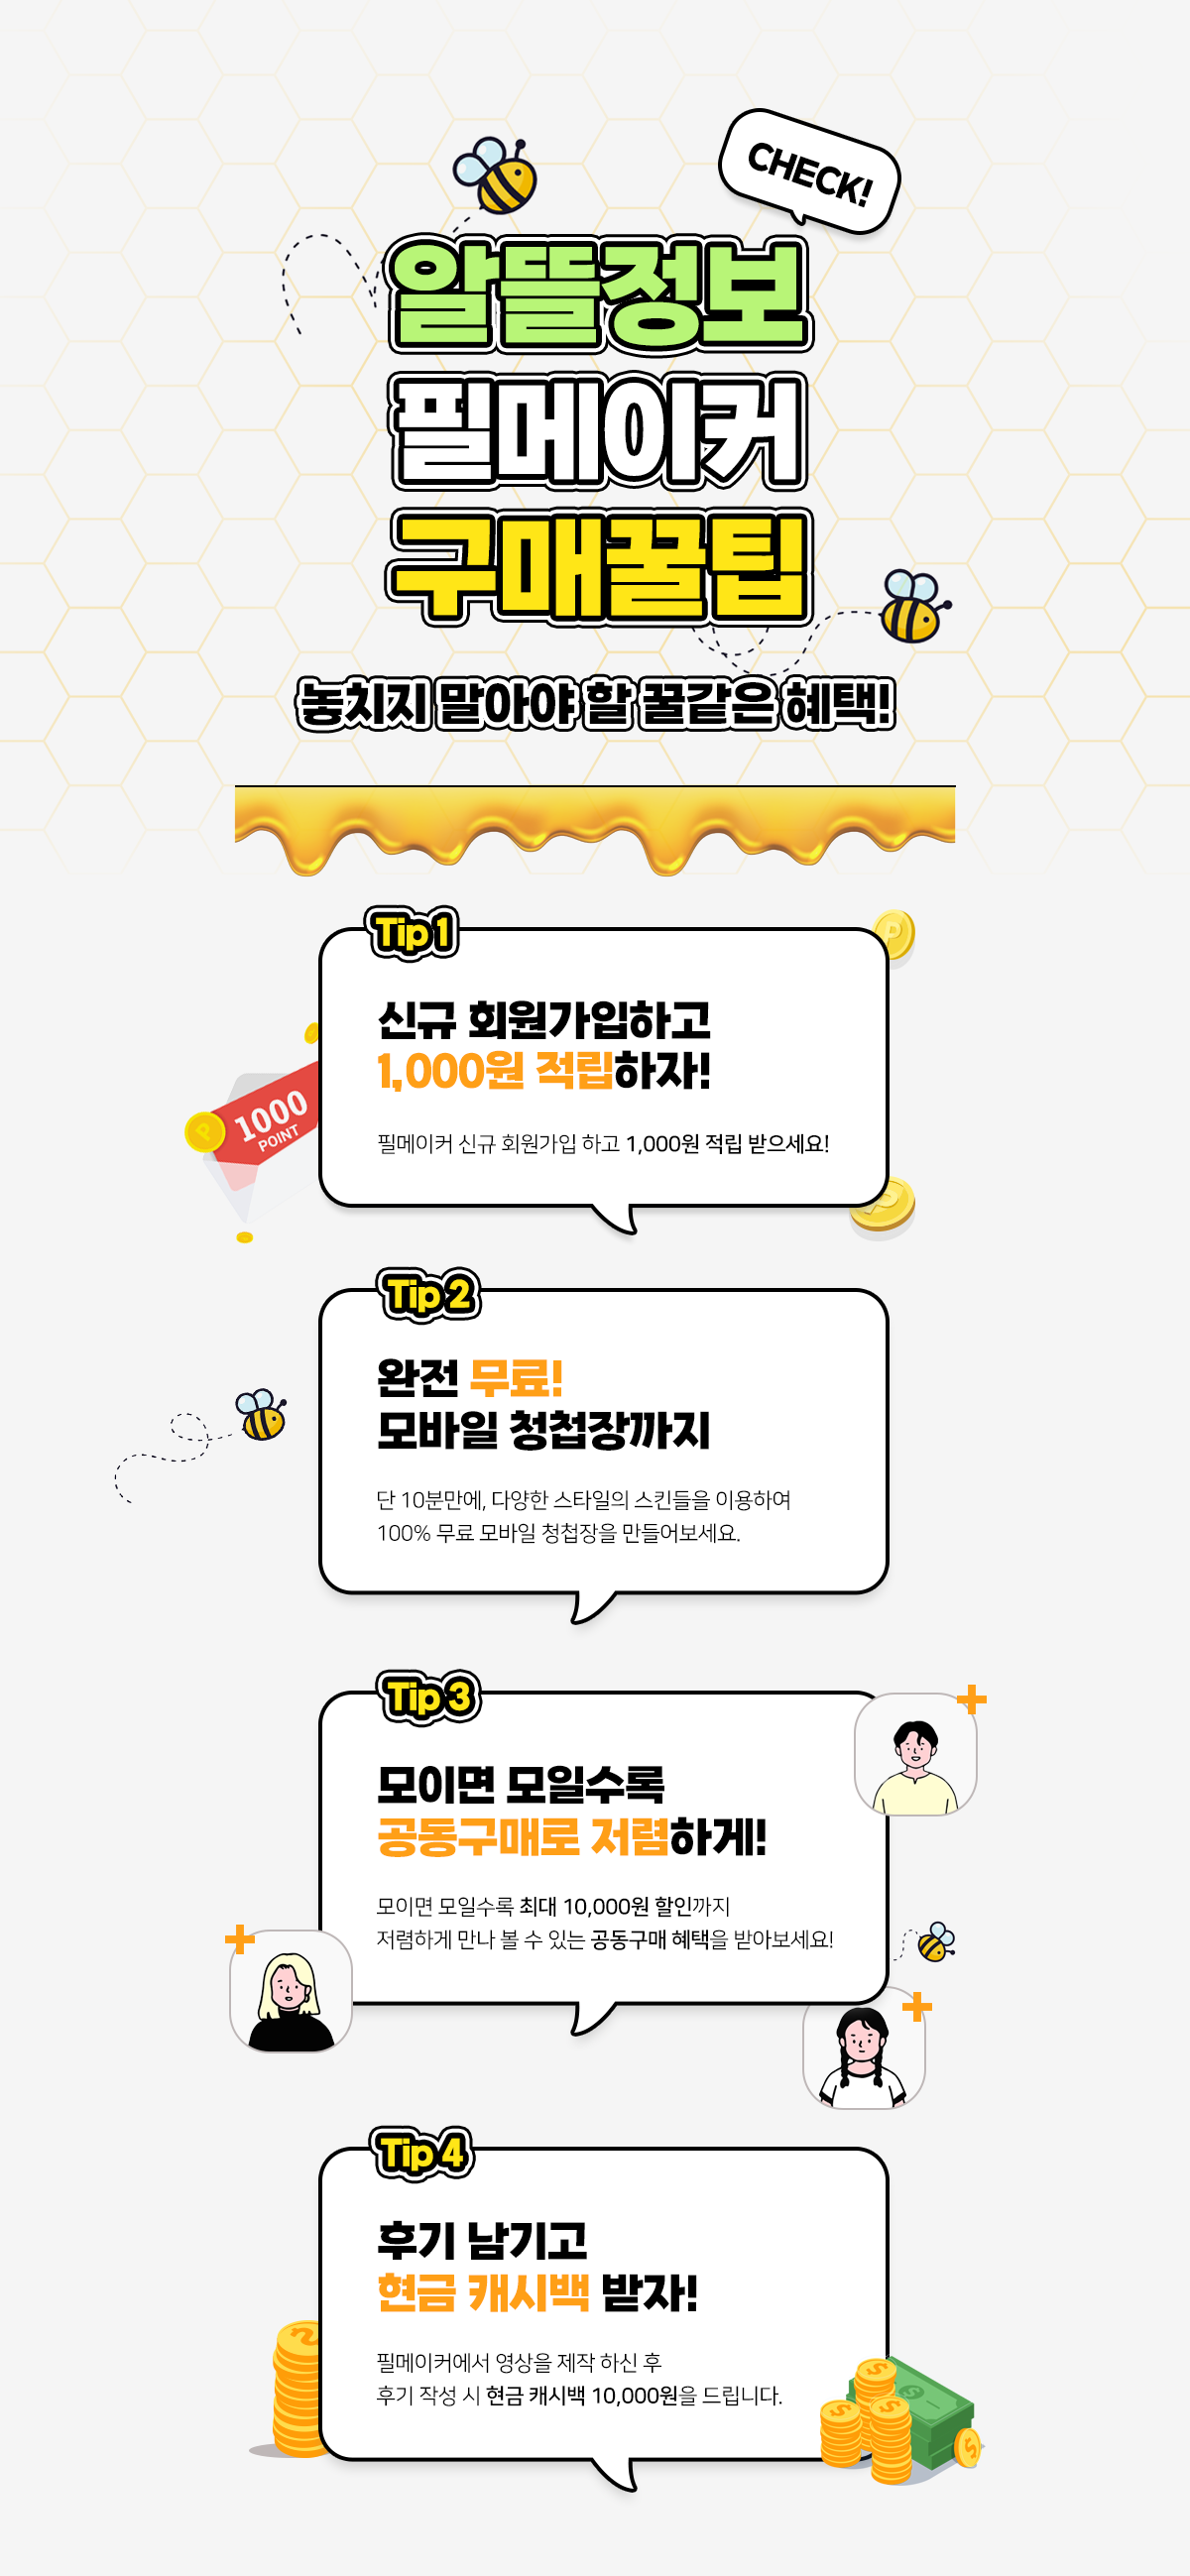 CHECK!
알뜰정보
필메이커
구매꿀팁
놓치지 말아야 할 꿀같은 혜택!
Tip 1
P
신규 회원가입하고
1,000원 적립하자!
P
1000
POINT
필메이커 신규 회원가입 하고 1,000원 적립 받으세요!
P
Tip 2
완전 무료!
모바일 청첩장까지
단 10분만에, 다양한 스타일의 스킨들을 이용하여
100% 무료 모바일 청첩장을 만들어보세요.
Tip 3
모이면 모일수록
공동구매로 저렴하게!
모이면 모일수록 최대 10,000원 할인까지
저렴하게 만나 볼 수 있는 공동구매 혜택을 받아보세요!
Tip 4
후기 남기고
현금 캐시백 받자!
필메이커에서 영상을 제작 하신 후
후기 작성 시 현금 캐시백 10,000원을 드립니다.